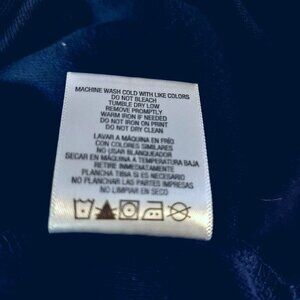 MACHINE WASH COLD WITH LIKE COLORS
DO NOT BLEACH
TUMBLE DRY LOW
REMOVE PROMPTLY
WARM IRON IF NEEDED
DO NOT IRON ON PRINT
DO NOT DRY CLEAN
LAVAR A MÁQUINA EN FRÍO
CON COLORES SIMILARES
NO USAR BLANQUEADOR
SECAR EN MÁQUINA A TEMPERATURA BAJA
RETIRE INMEDIATAMENTE
PLANCHA TIBIA SI ES NECESARIO
NO PLANCHAR LAS PARTES IMPRESAS
NO LIMPIAR EN SECO